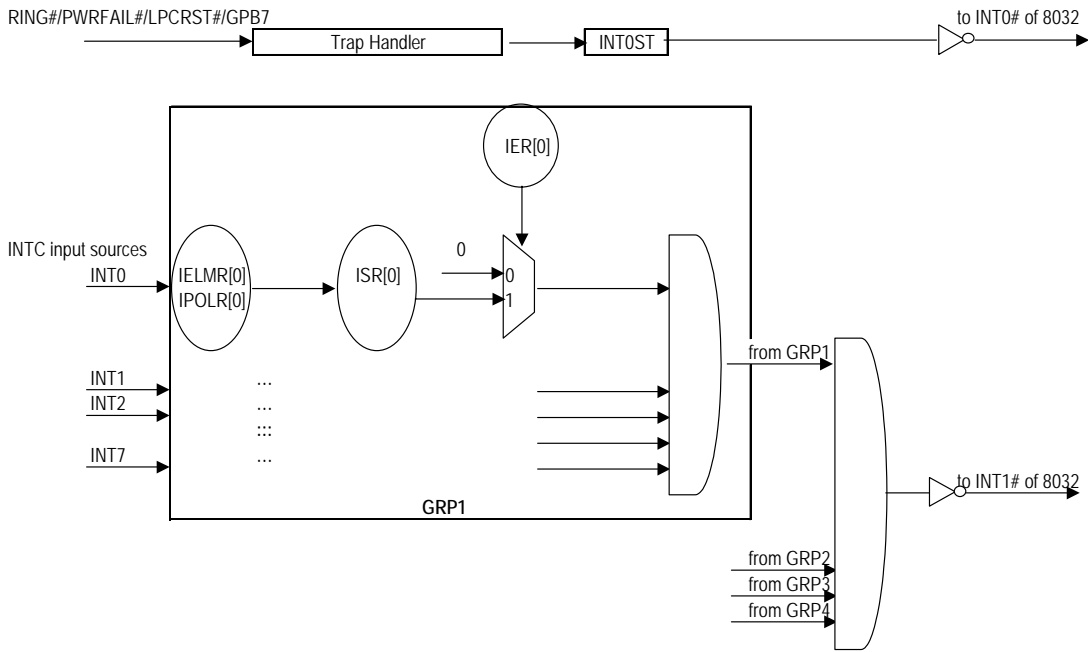 RING#/PWRFAIL#/LPCRST#/GPB7
to INT0# of 8032
Trap Handler
INT0ST
IER[0]
INTC input sources
INT0
IELMR[0]
IPOLR[0]
ISR[0]
0
0
1
from GRP1
INT1
...
INT2
...
:::
INT7
...
to INT1# of 8032
GRP1
from GRP2
from GRP3
from GRP4